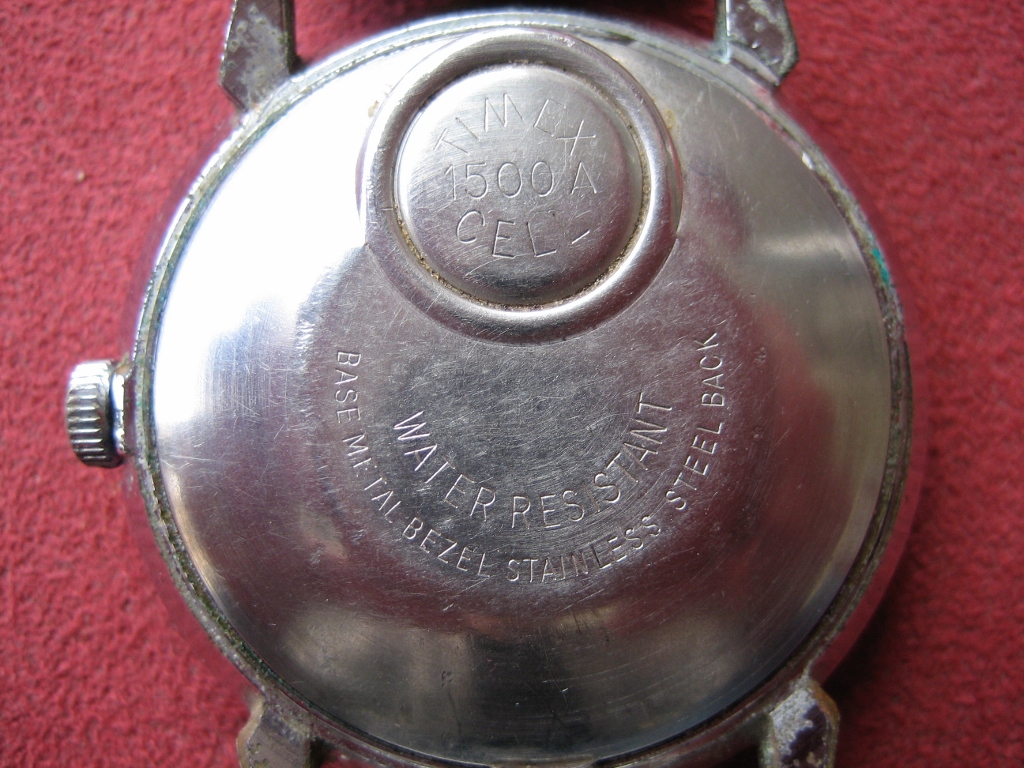 TIMEX
1500 A
CELL
WATER RESISTANT
BASE METAL BEZEL STAINLESS STEEL BACK